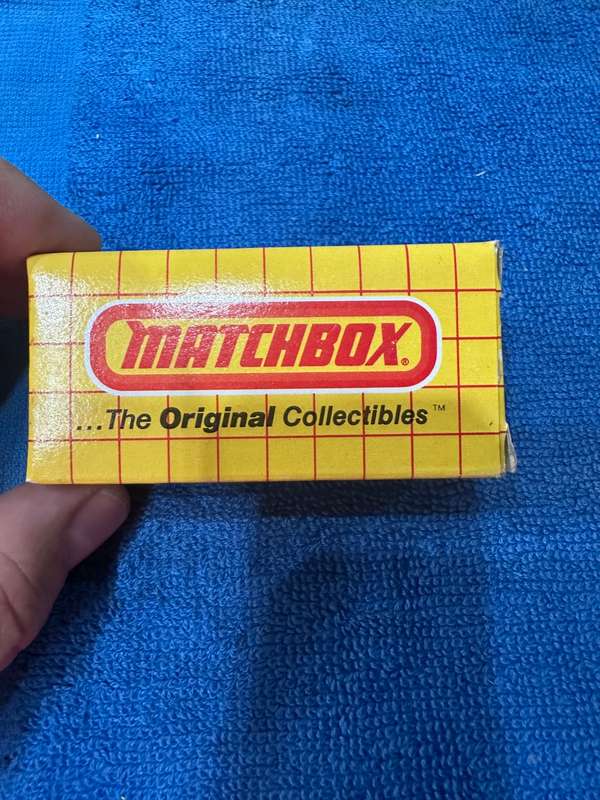 MATCHBOX®
...The Original Collectibles™